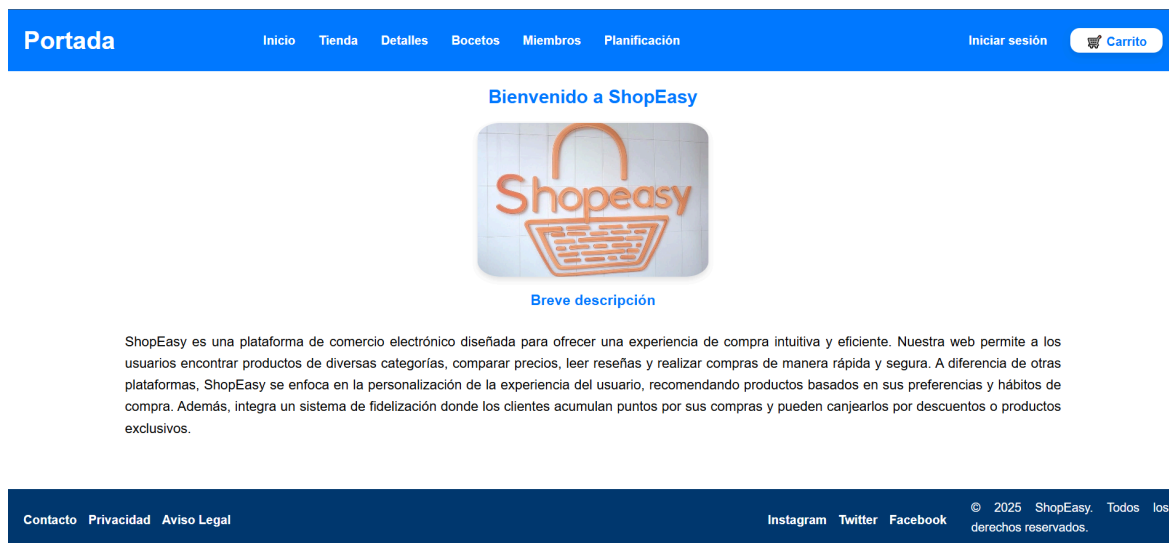 Portada
Inicio Tienda Detalles Bocetos Miembros Planificación
Iniciar sesión
Carrito
Bienvenido a ShopEasy
Shopeasy
Breve descripción
ShopEasy es una plataforma de comercio electrónico diseñada para ofrecer una experiencia de compra intuitiva y eficiente. Nuestra web permite a los
usuarios encontrar productos de diversas categorías, comparar precios, leer reseñas y realizar compras de manera rápida y segura. A diferencia de otras
plataformas, ShopEasy se enfoca en la personalización de la experiencia del usuario, recomendando productos basados en sus preferencias y hábitos de
compra. Además, integra un sistema de fidelización donde los clientes acumulan puntos por sus compras y pueden canjearlos por descuentos o productos
exclusivos.
Contacto Privacidad Aviso Legal
Instagram Twitter Facebook
© 2025 ShopEasy. Todos los
derechos reservados.